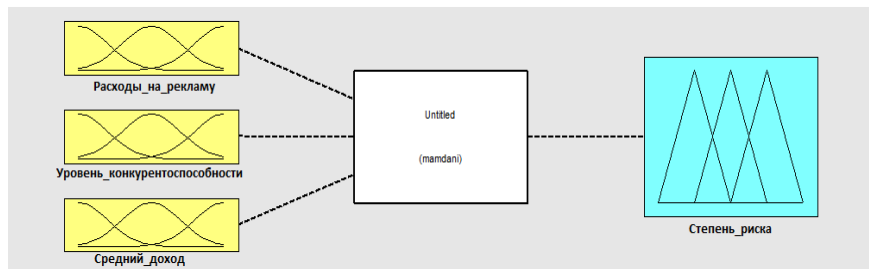 Расходы_на_рекламу
Уровень_конкурентоспособности
Средний_доход
Untitled
(mamdani)
Степень_риска